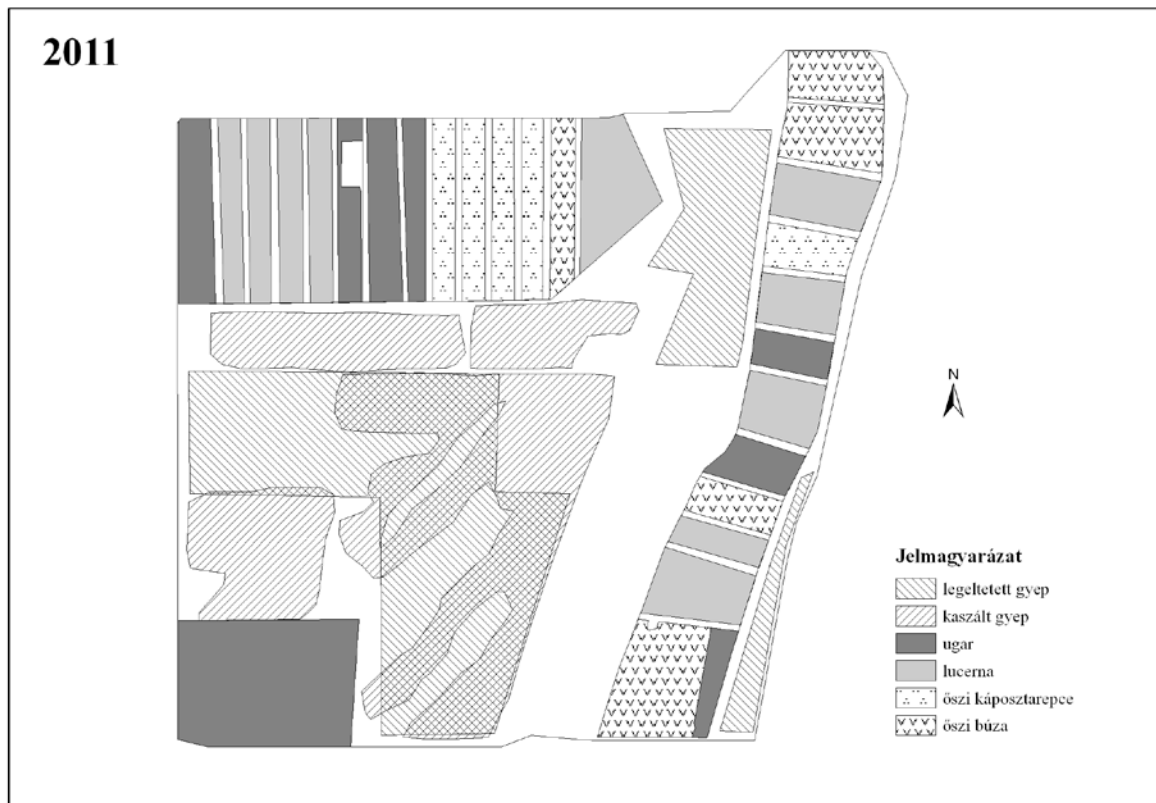 2011
N
Jelmagyarázat
legeltetett gyep
kaszált gyep
ugar
lucerna
őszi káposztarepce
őszi búza